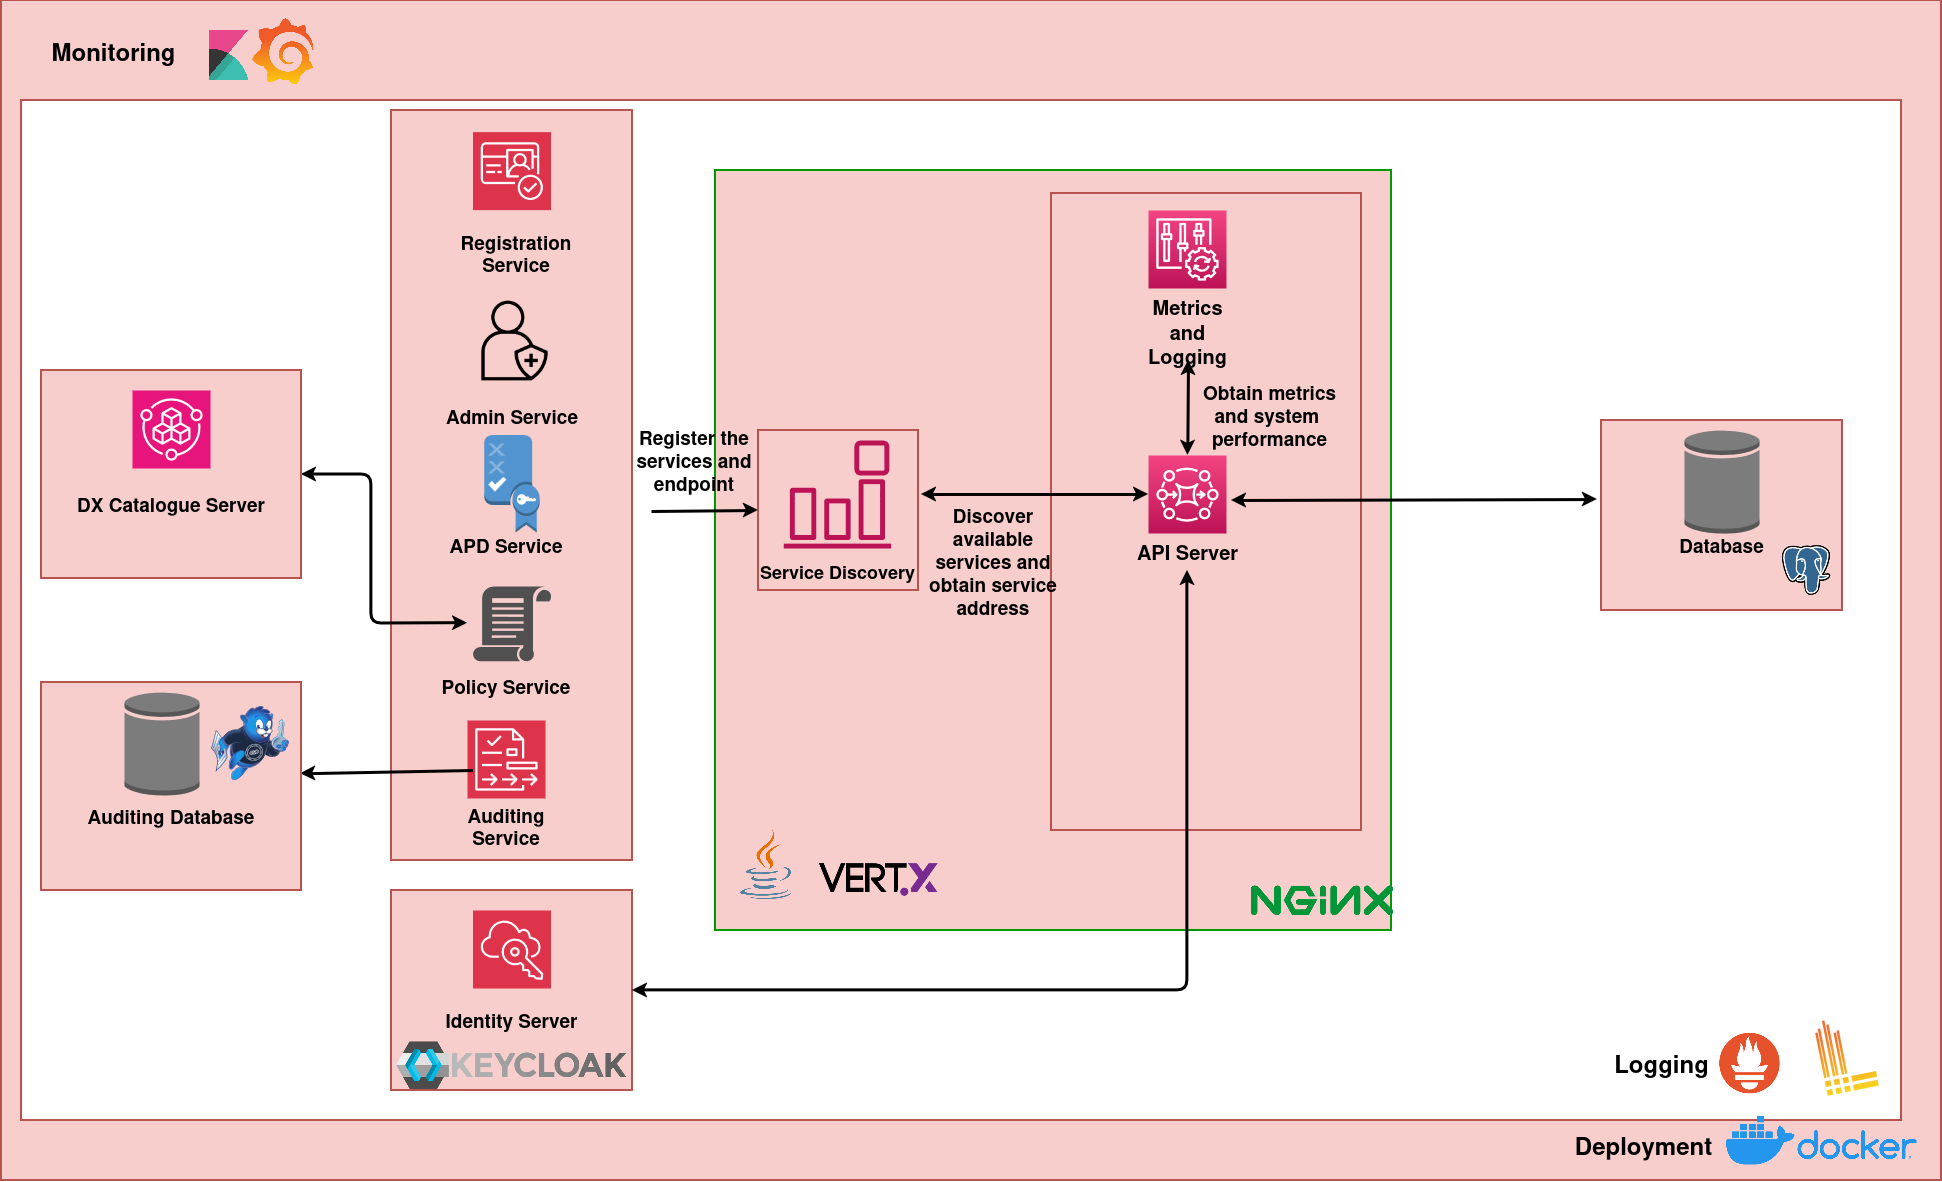 Monitoring
Registration
Service
Admin Service
APD Service
Policy Service
Auditing
Service
DX Catalogue Server
Auditing Database
Identity Server
KEYCLOAK
Register the
services and
endpoint
Service Discovery
Discover
available
services and
obtain service
address
Metrics
and
Logging
Obtain metrics
and system
performance
API Server
VERT.X
NGINX
Database
Logging
Deployment
docker